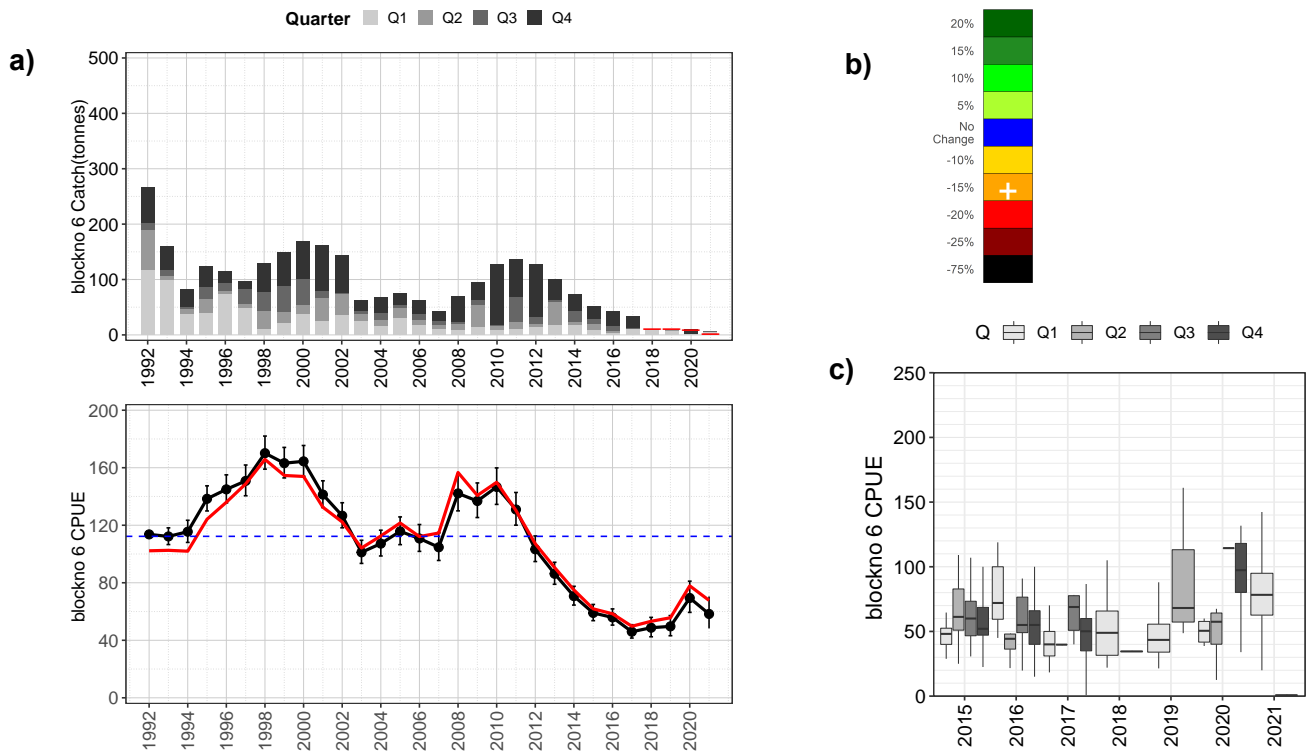 Quarter Q1 Q2 Q3 Q4
a)
blockno 6 Catch(tonnes)
500
400
300
200
100
0
1992 1994 1996 1998 2000 2002 2004 2006 2008 2010 2012 2014 2016 2018 2020
blockno 6 CPUE
200
160
120
80
40
0
1992 1994 1996 1998 2000 2002 2004 2006 2008 2010 2012 2014 2016 2018 2020
b)
20%
15%
10%
5%
No
Change
-10%
-15%
-20%
-25%
-75%
Q Q1 Q2 Q3 Q4
c)
blockno 6 CPUE
250
200
150
100
50
0
2015 2016 2017 2018 2019 2020 2021